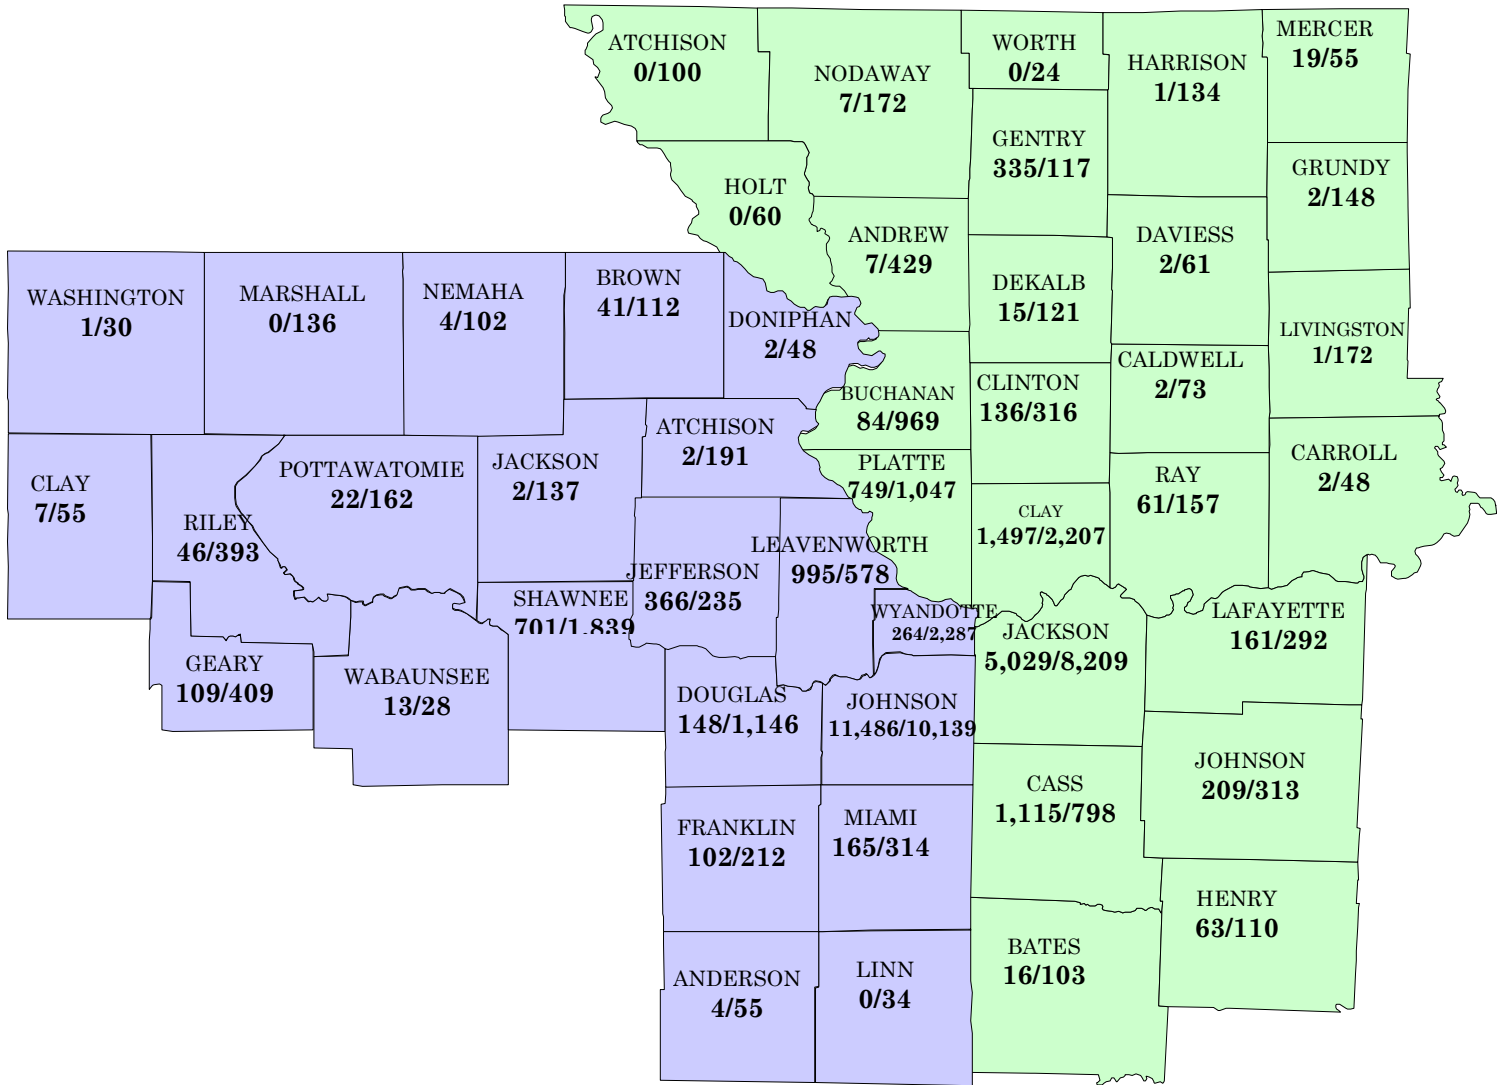 ATCHISON
0/100
NODAWAY
7/172
WORTH
0/24
HARRISON
1/134
MERCER
19/55
GENTRY
335/117
GRUNDY
2/148
HOLT
0/60
ANDREW
7/429
DAVIESS
2/61
DEKALB
15/121
WASHINGTON
1/30
MARSHALL
0/136
NEMAHA
4/102
BROWN
41/112
DONIPHAN
2/48
LIVINGSTON
1/172
BUCHANAN
84/969
CLINTON
136/316
CALDWELL
2/73
CLAY
7/55
RILEY
46/393
POTTAWATOMIE
22/162
JACKSON
2/137
ATCHISON
2/191
PLATTE
749/1,047
CLAY
1,497/2,207
RAY
61/157
CARROLL
2/48
LEAVENWORTH
995/578
JEFFERSON
366/235
SHAWNEE
701/1,839
WYANDOTTE
264/2,287
JACKSON
5,029/8,209
LAFAYETTE
161/292
GEARY
109/409
WABAUNSEE
13/28
DOUGLAS
148/1,146
JOHNSON
11,486/10,139
CASS
1,115/798
JOHNSON
209/313
FRANKLIN
102/212
MIAMI
165/314
HENRY
63/110
ANDERSON
4/55
LINN
0/34
BATES
16/103